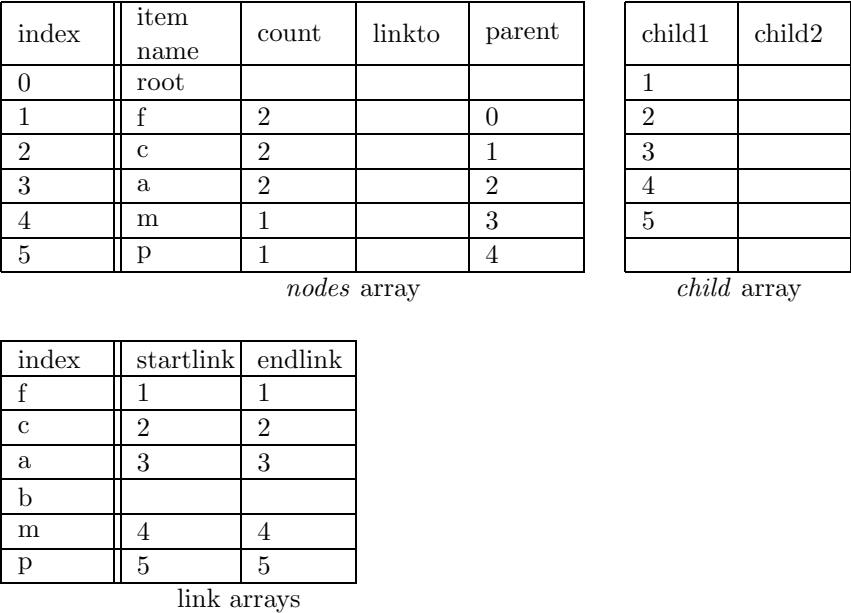 index item name count linkto parent child1 child2
0 root 1
1 f 2 0 2
2 c 2 1 3
3 a 2 2 4
4 m 1 3 5
5 p 1 4
nodes array child array
index startlink endlink
f 1 1
c 2 2
a 3 3
b
m 4 4
p 5 5
link arrays